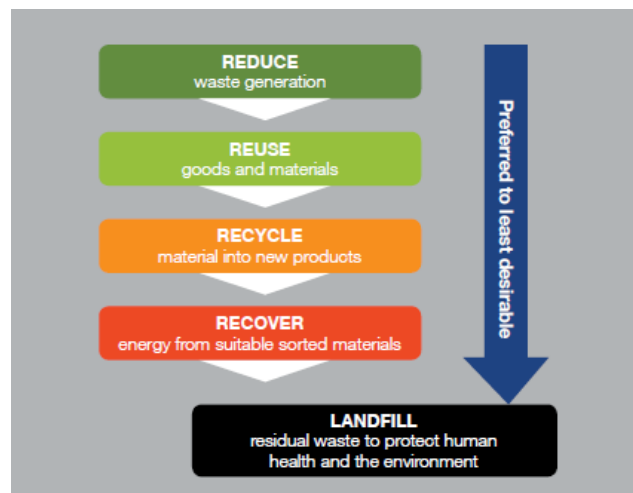 REDUCE
waste generation
REUSE
goods and materials
RECYCLE
material into new products
RECOVER
energy from suitable sorted materials
LANDFILL
residual waste to protect human
health and the environment
Preferred to least desirable